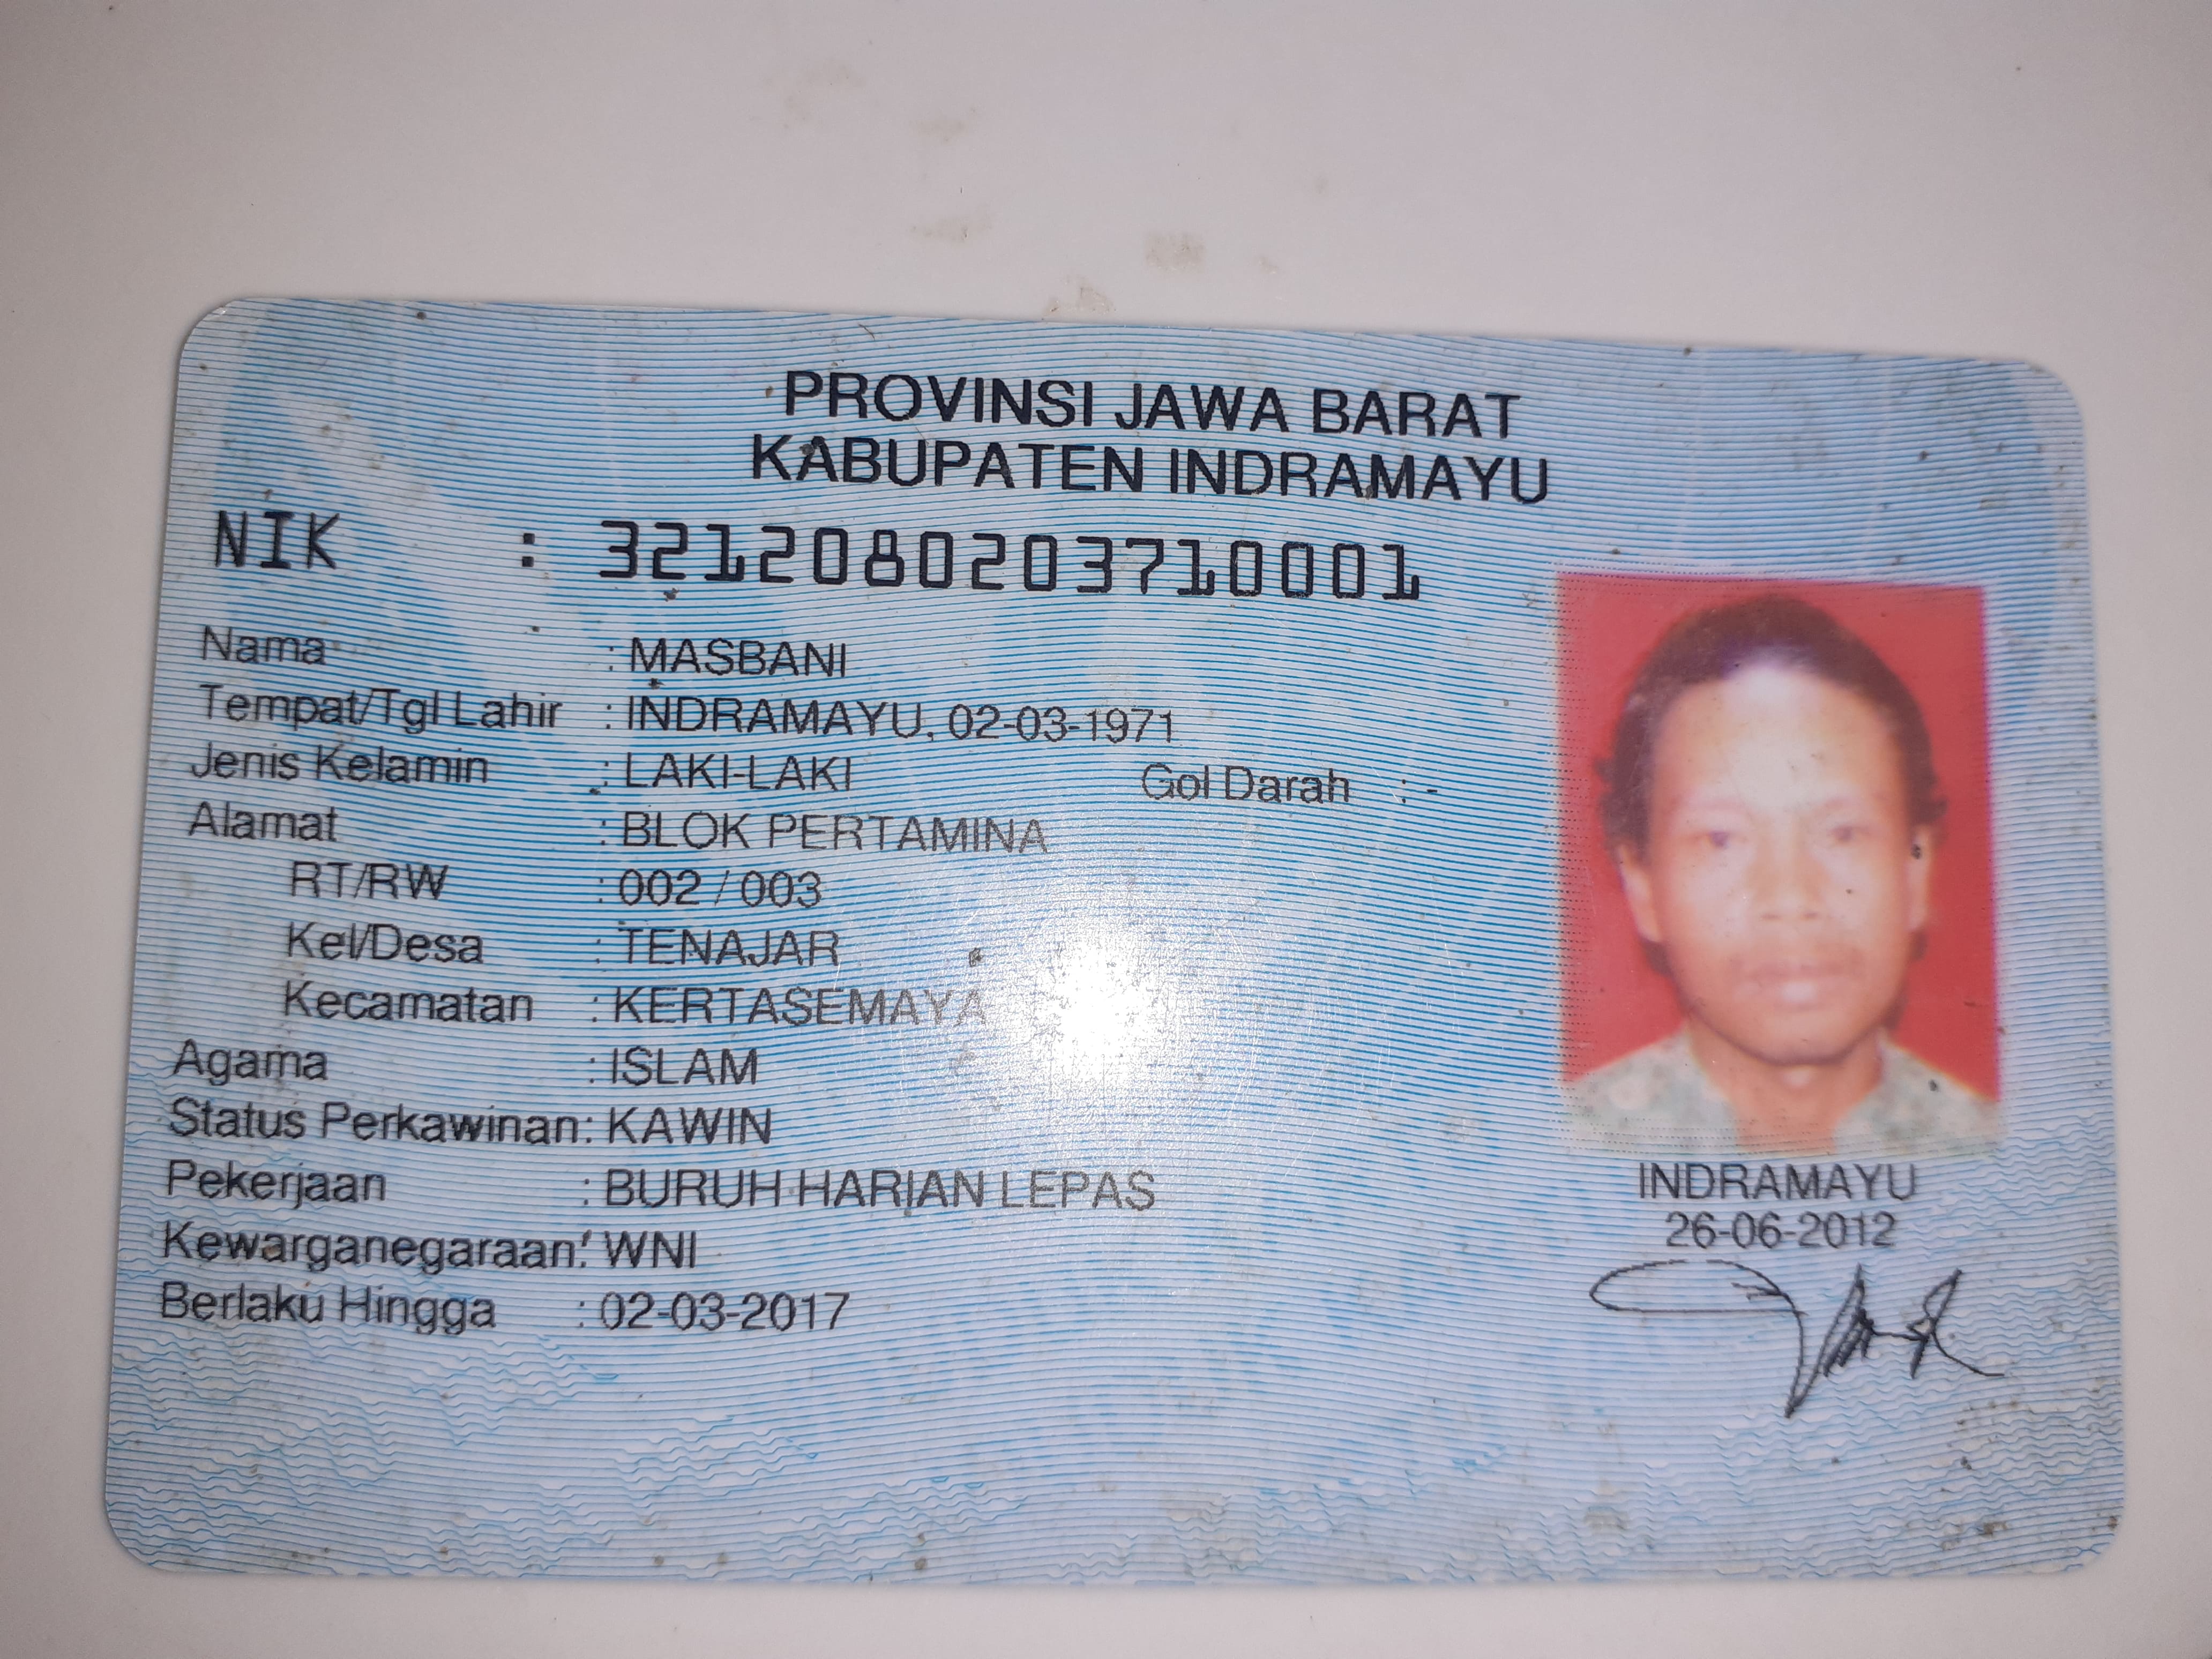 PROVINSI JAWA BARAT
KABUPATEN INDRAMAYU
NIK : 3212080203710001
Nama : MASBANI
Tempat/Tgl Lahir : INDRAMAYU, 02-03-1971
Jenis Kelamin : LAKI-LAKI Gol Darah : -
Alamat : BLOK PERTAMINA
RT/RW : 002 / 003
Kel/Desa : TENAJAR
Kecamatan : KERTASEMAYA
Agama : ISLAM
Status Perkawinan : KAWIN
Pekerjaan : BURUH HARIAN LEPAS
Kewarganegaraan : WNI
Berlaku Hingga : 02-03-2017
INDRAMAYU
26-06-2012